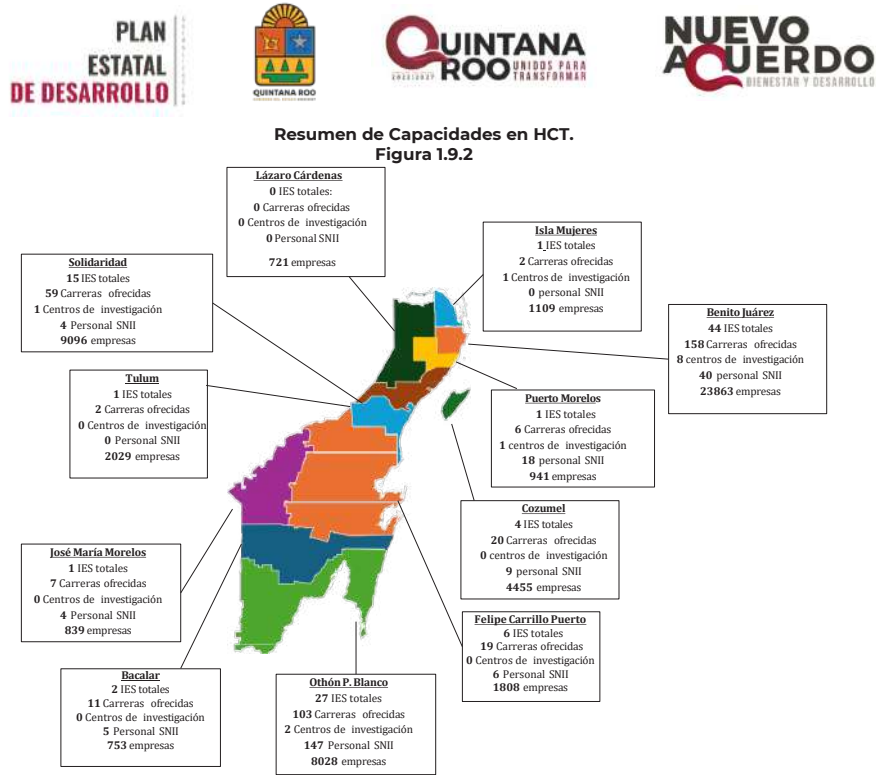 PLAN
ESTATAL
DE DESARROLLO
QUINTANA ROO
QUINTANA
ROO
UNIDOS PARA
TRANSFORMAR
NUEVO
ACUERDO
BIENESTAR Y DESARROLLO
Resumen de Capacidades en HCT.
Figura 1.9.2
Lázaro Cárdenas
0 IES totales:
0 Carreras ofrecidas
0 Centros de investigación
0 Personal SNII
721 empresas
Isla Mujeres
1 IES totales
2 Carreras ofrecidas
1 Centros de investigación
0 personal SNII
1109 empresas
Solidaridad
15 IES totales
59 Carreras ofrecidas
1 Centros de investigación
4 Personal SNII
9096 empresas
Benito Juárez
44 IES totales
158 Carreras ofrecidas
8 centros de investigación
40 personal SNII
23863 empresas
Tulum
1 IES totales
2 Carreras ofrecidas
0 Centros de investigación
0 Personal SNII
2029 empresas
Puerto Morelos
1 IES totales
6 Carreras ofrecidas
1 centros de investigación
18 personal SNII
941 empresas
Cozumel
4 IES totales
20 Carreras ofrecidas
0 centros de investigación
9 personal SNII
4455 empresas
José María Morelos
1 IES totales
7 Carreras ofrecidas
0 Centros de investigación
4 Personal SNII
839 empresas
Felipe Carrillo Puerto
6 IES totales
19 Carreras ofrecidas
0 Centros de investigación
6 Personal SNII
1808 empresas
Bacalar
2 IES totales
11 Carreras ofrecidas
0 Centros de investigación
5 Personal SNII
753 empresas
Othón P. Blanco
27 IES totales
103 Carreras ofrecidas
2 Centros de investigación
147 Personal SNII
8028 empresas